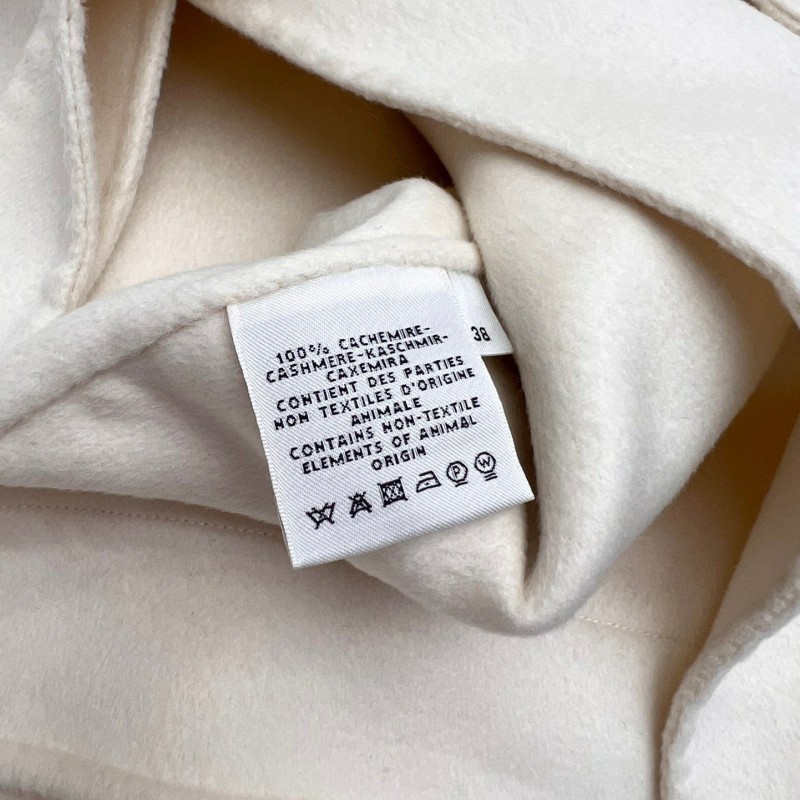 100% CACHEMIRE-
CASHMERE-KASCHMIR-
CAXEMIRA
CONTIENT DES PARTIES
NON TEXTILES D'ORIGINE
ANIMALE
CONTAINS NON-TEXTILE
ELEMENTS OF ANIMAL
ORIGIN
P W
38